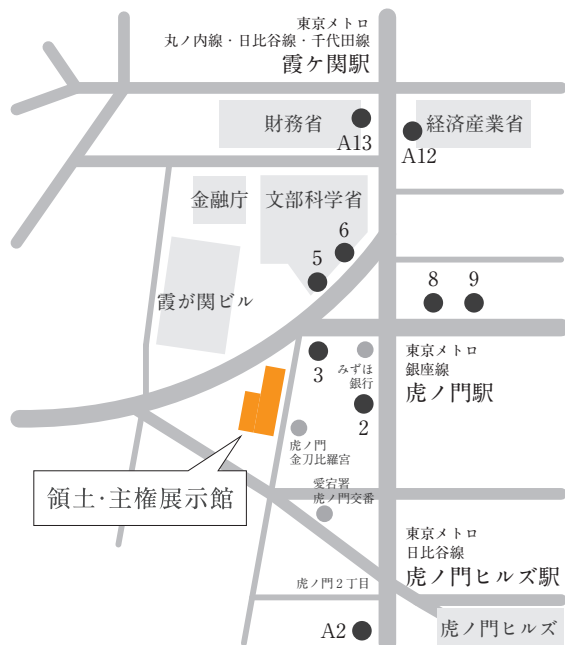 東京メトロ
丸ノ内線・日比谷線・千代田線
霞ケ関駅
財務省
A13
経済産業省
A12
金融庁
文部科学省
6
5
霞が関ビル
8
9
3
みずほ
銀行
2
東京メトロ
銀座線
虎ノ門駅
虎ノ門
金刀比羅宮
領土・主権展示館
愛宕署
虎ノ門交番
東京メトロ
日比谷線
虎ノ門ヒルズ駅
虎ノ門2丁目
A2
虎ノ門ヒルズ